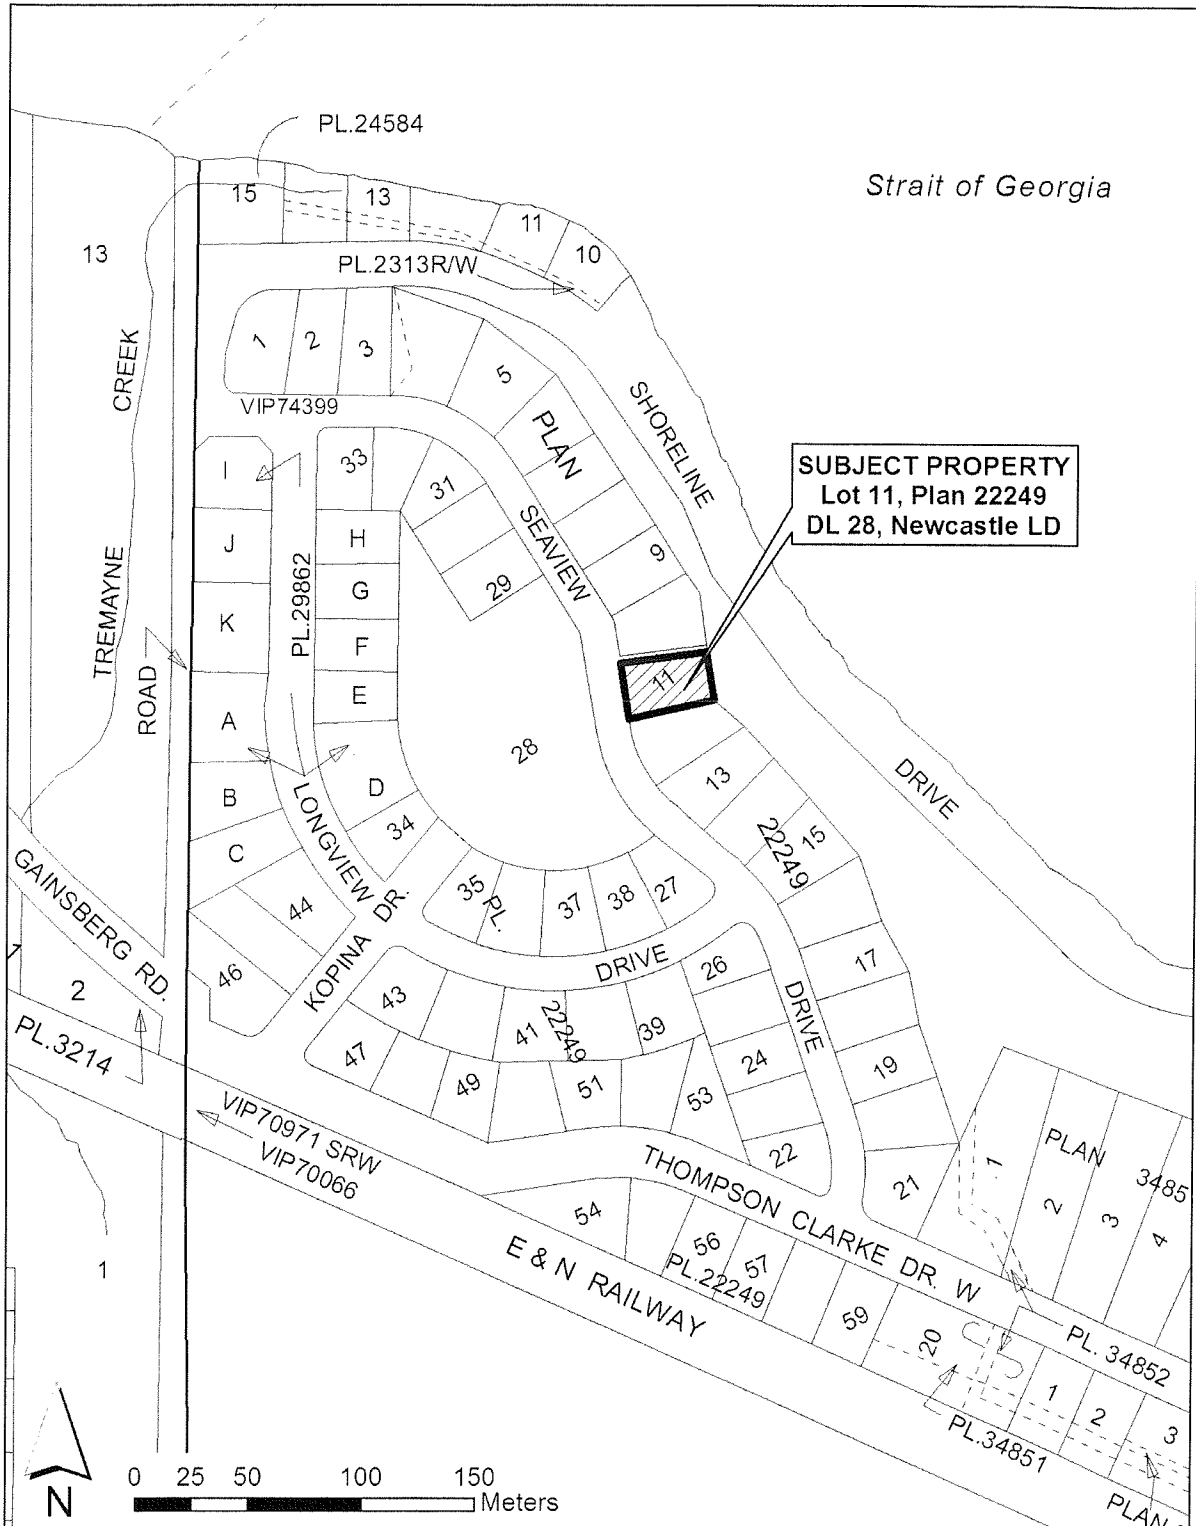 PL.24584
Strait of Georgia
15
13
11
10
13
PL.2313R/W
CREEK
1
2
3
5
VIP74399
PLAN
SHORELINE
SUBJECT PROPERTY
Lot 11, Plan 22249
DL 28, Newcastle LD
I
33
31
SEAVIEW
J
H
9
PL.29862
TREMAYNE
G
29
K
F
E
11
ROAD
A
28
13
DRIVE
B
D
LONGVIEW DR.
34
22249
15
C
GAINSBERG RD.
35
PL.
37
38
27
44
KOPINA
DRIVE
26
17
46
2
43
DRIVE
41
22249
39
PL.3214
47
49
51
24
19
53
VIP70971 SRW
VIP70066
22
21
THOMPSON CLARKE DR. W
1
PLAN
3485
2
3
4
54
56
57
PL.22249
E & N RAILWAY
1
59
20
PL. 34852
1
2
3
PL.34851
PLAN
N
0 25 50 100 150
Meters